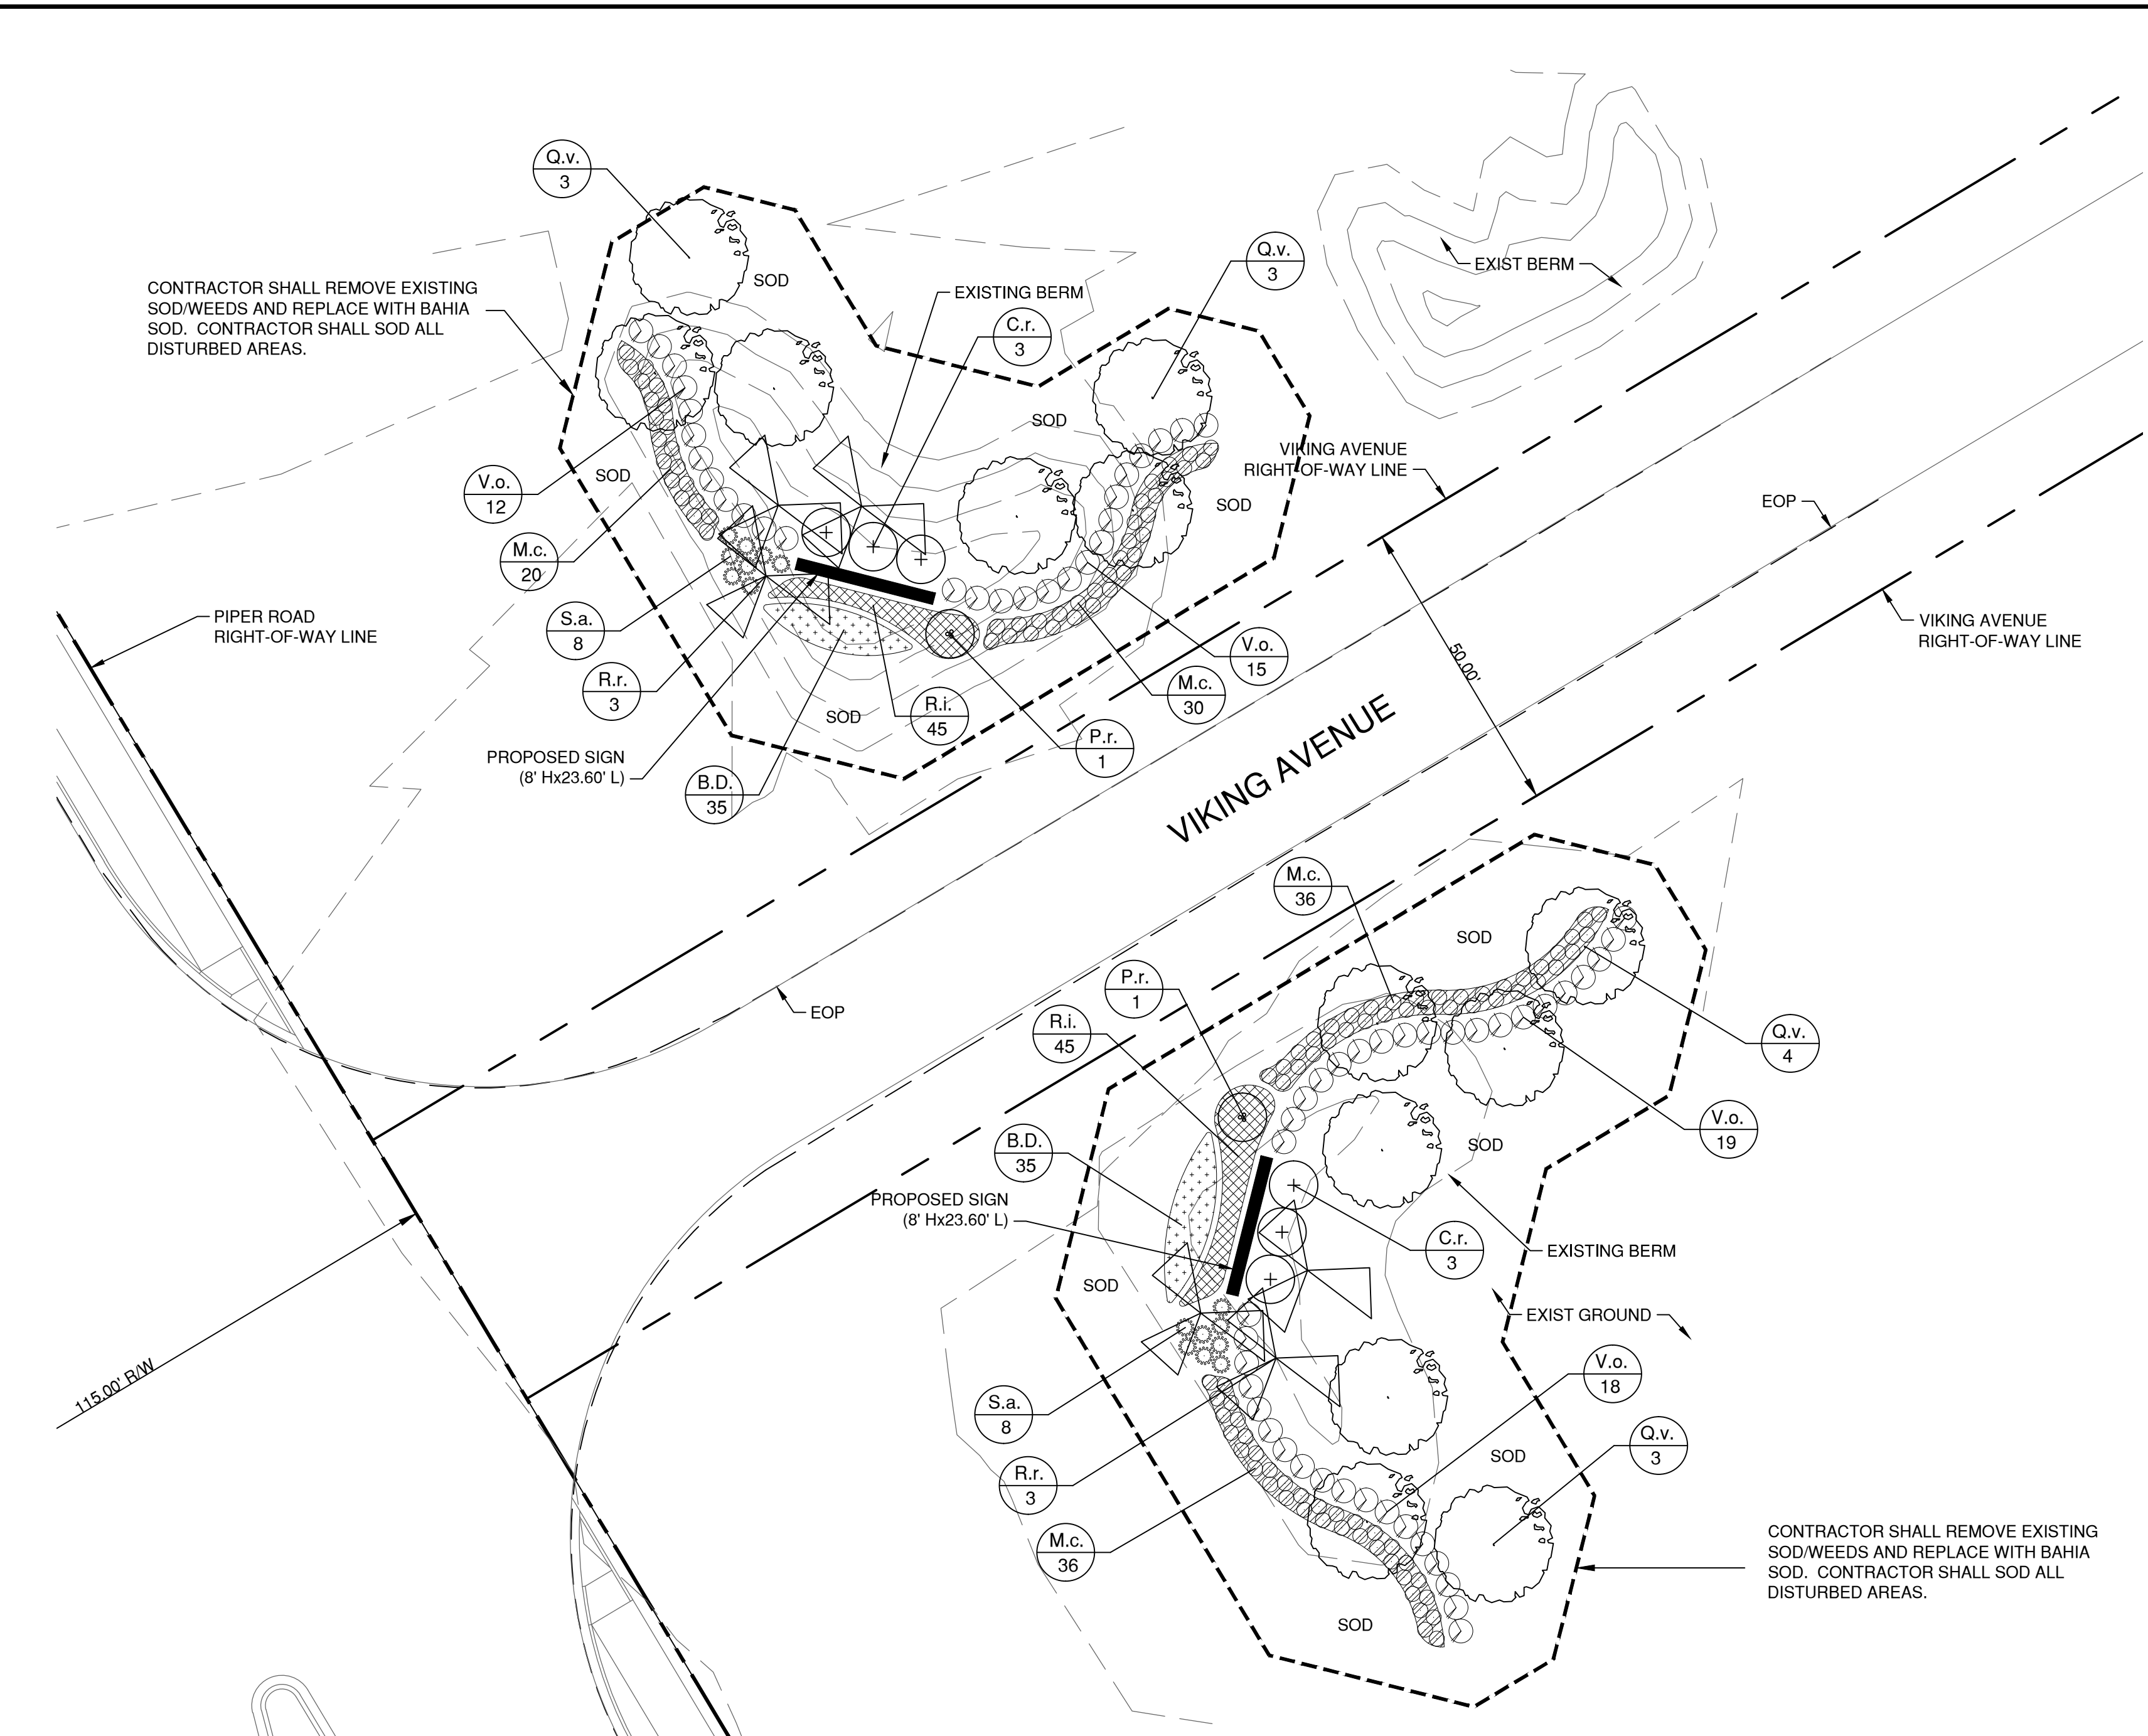 Q.v.
3
Q.v.
3
EXIST BERM
SOD
CONTRACTOR SHALL REMOVE EXISTING
SOD/WEEDS AND REPLACE WITH BAHIA
SOD. CONTRACTOR SHALL SOD ALL
DISTURBED AREAS.
EXISTING BERM
C.r.
3
SOD
VIKING AVENUE
RIGHT-OF-WAY LINE
SOD
V.o.
12
SOD
EOP
M.c.
20
PIPER ROAD
RIGHT-OF-WAY LINE
S.a.
8
VIKING AVENUE
RIGHT-OF-WAY LINE
V.o.
15
50.00'
R.r.
3
M.c.
30
R.i.
45
SOD
P.r.
1
PROPOSED SIGN
(8' Hx23.60' L)
B.D.
35
VIKING AVENUE
M.c.
36
SOD
P.r.
1
EOP
R.i.
45
Q.v.
4
V.o.
19
B.D.
35
SOD
PROPOSED SIGN
(8' Hx23.60' L)
C.r.
3
EXISTING BERM
SOD
EXIST GROUND
115.00' R/W
V.o.
18
S.a.
8
Q.v.
3
SOD
R.r.
3
M.c.
36
CONTRACTOR SHALL REMOVE EXISTING
SOD/WEEDS AND REPLACE WITH BAHIA
SOD. CONTRACTOR SHALL SOD ALL
DISTURBED AREAS.
SOD